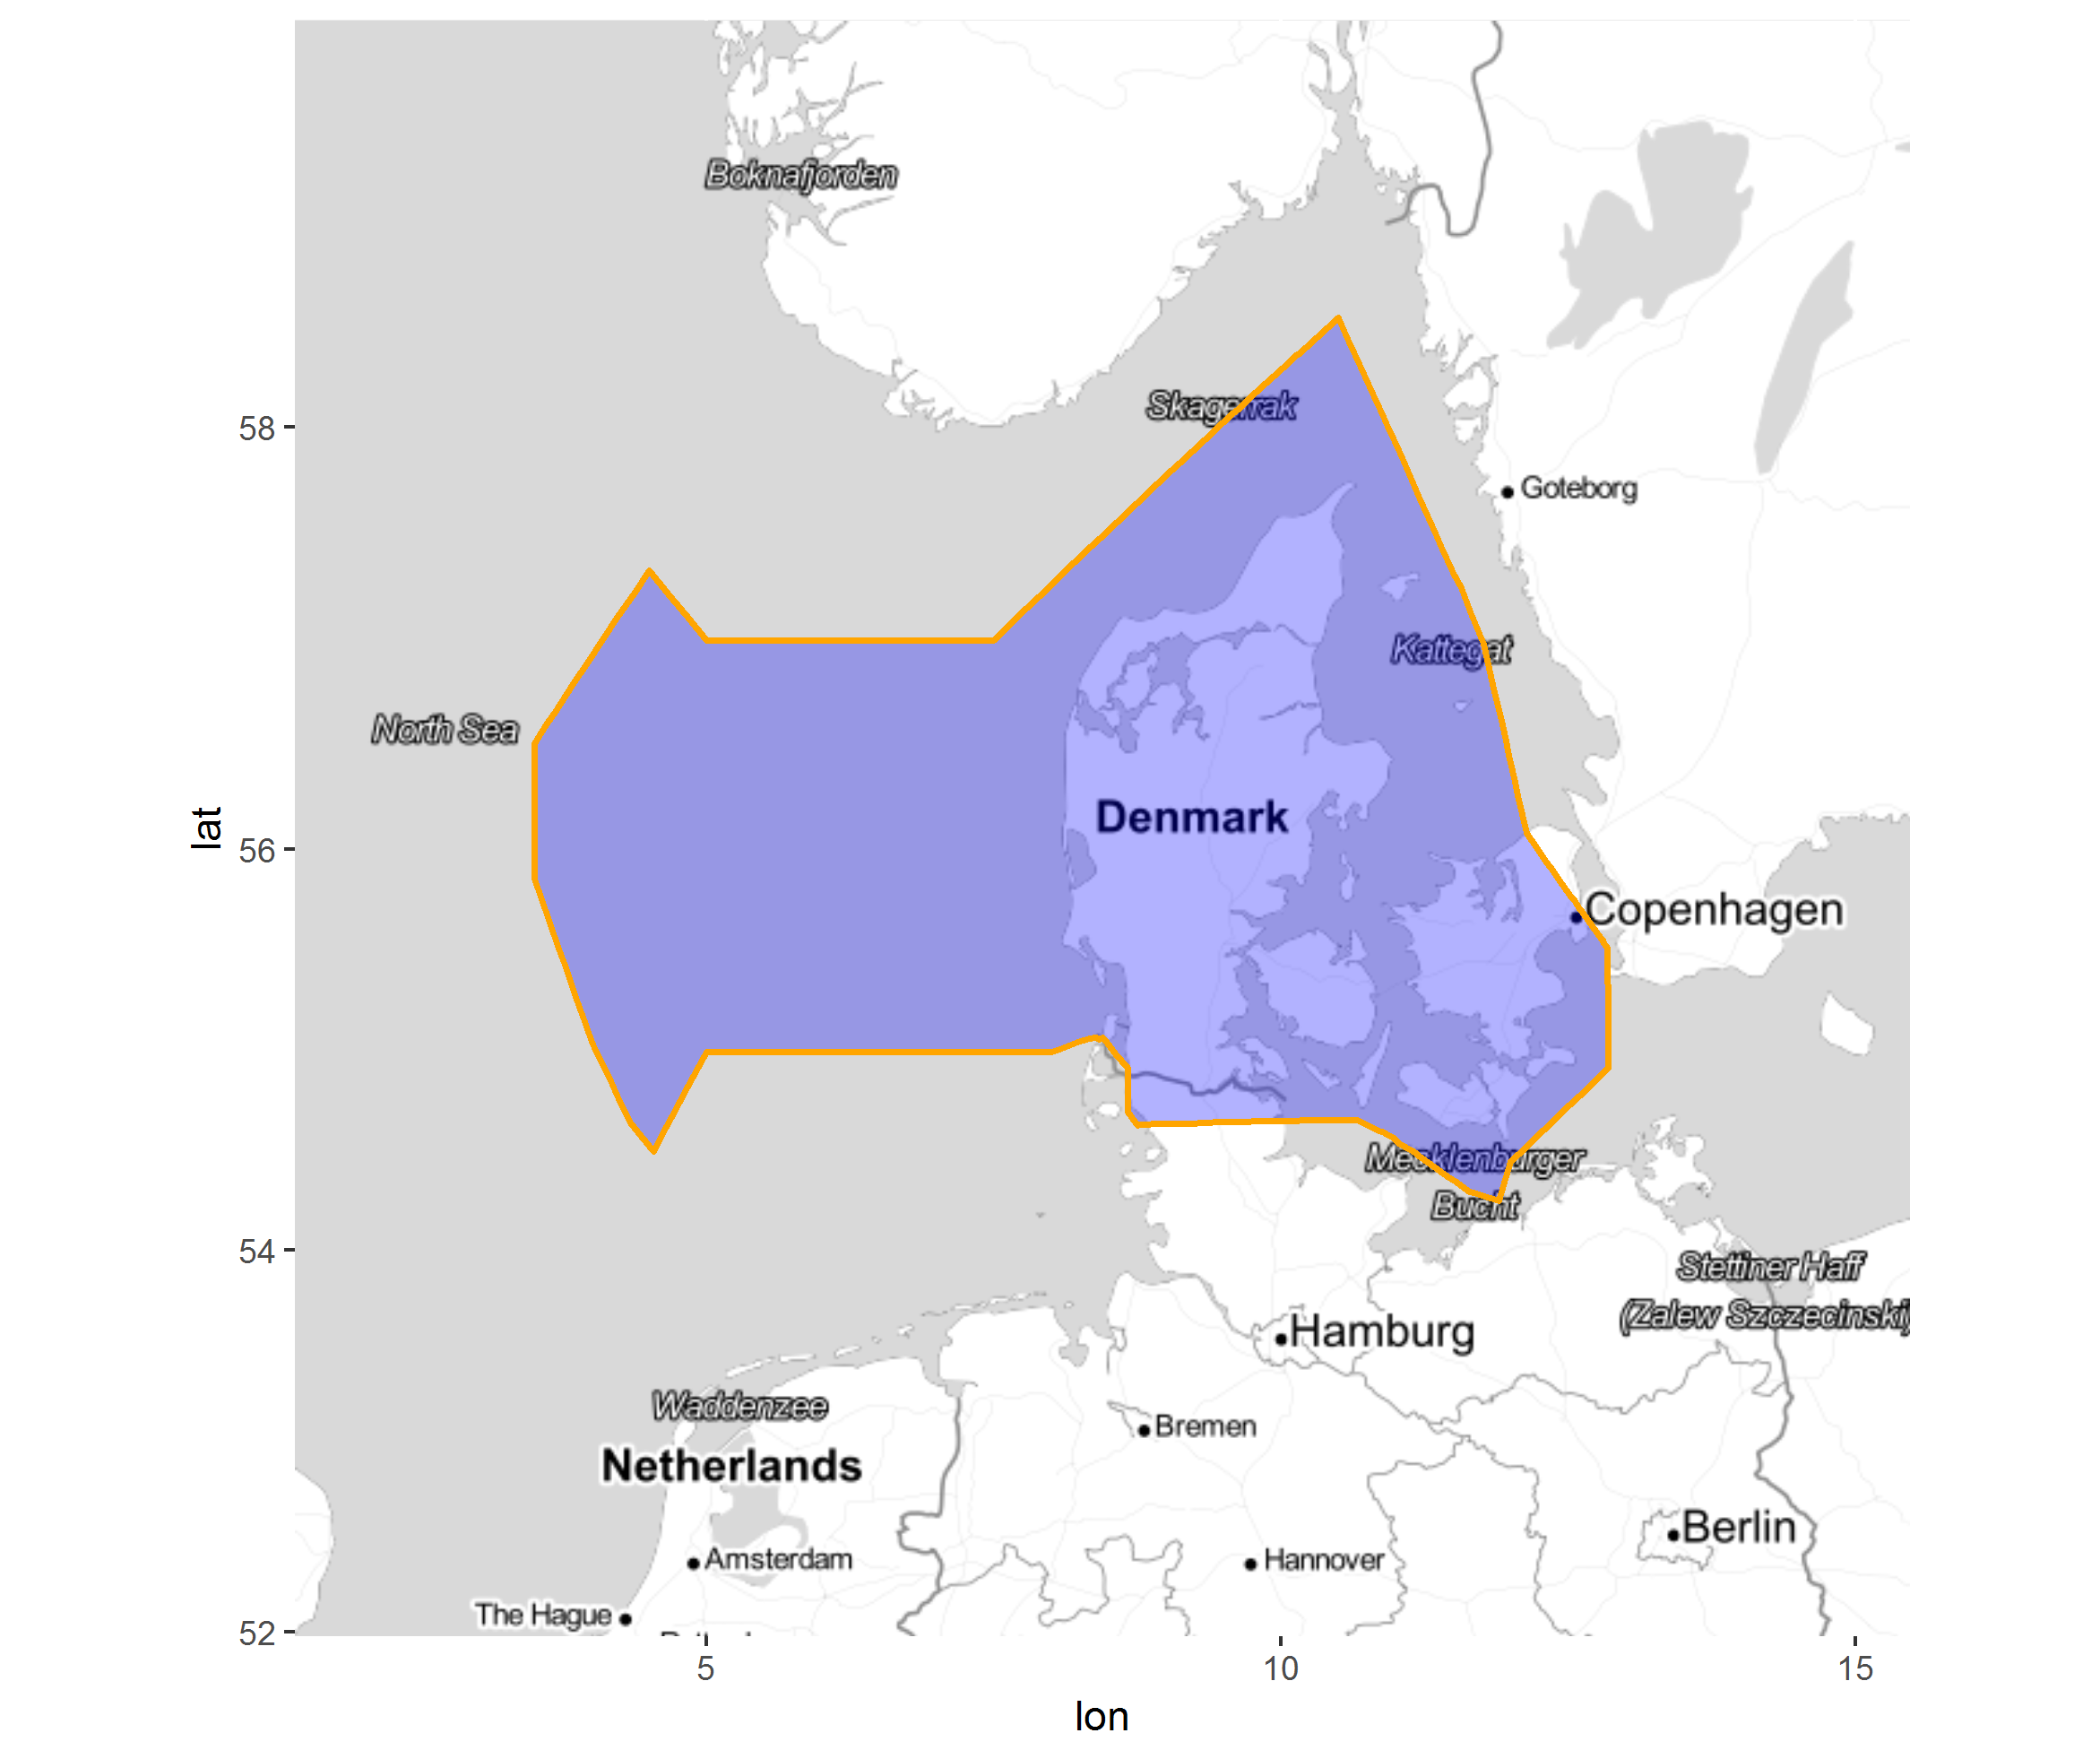 Boknafjorden
58
Skagerrak
Goteborg
Kattegat
North Sea
Denmark
lat
56
Copenhagen
Mecklenburger
Bucht
54
Stettiner Haff
(Zalew Szczecinski)
Hamburg
Waddenzee
Bremen
Netherlands
Berlin
Amsterdam
Hannover
The Hague
52
5
10
15
lon